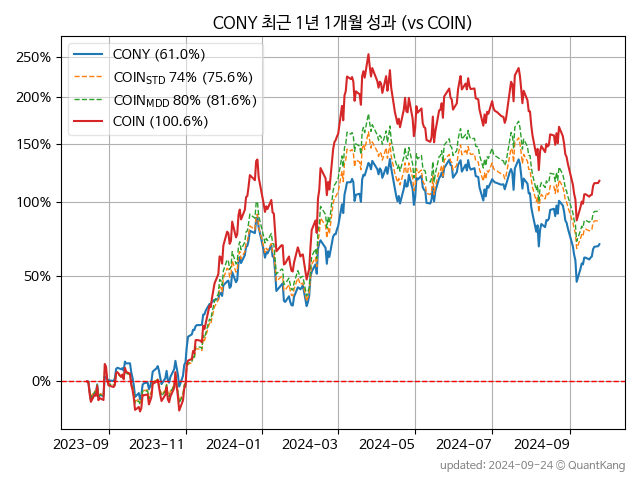 CONY 최근 1년 1개월 성과 (vs COIN)
CONY (61.0%)
COIN_STD 74% (75.6%)
COIN_MDD 80% (81.6%)
COIN (100.6%)
250%
200%
150%
100%
50%
0%
2023-09 2023-11 2024-01 2024-03 2024-05 2024-07 2024-09
updated: 2024-09-24 @ QuantKang